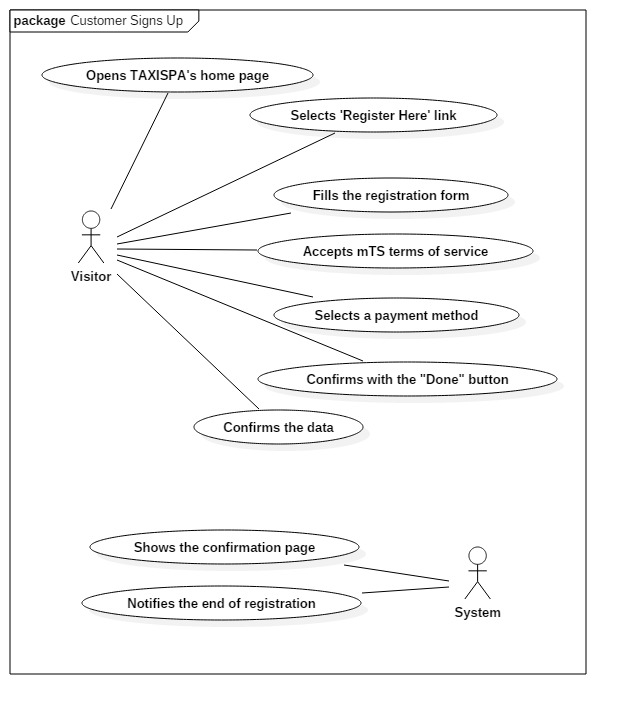 package Customer Signs Up
Opens TAXISPA's home page
Selects 'Register Here' link
Fills the registration form
Accepts mTS terms of service
Visitor
Selects a payment method
Confirms with the "Done" button
Confirms the data
Shows the confirmation page
Notifies the end of registration
System